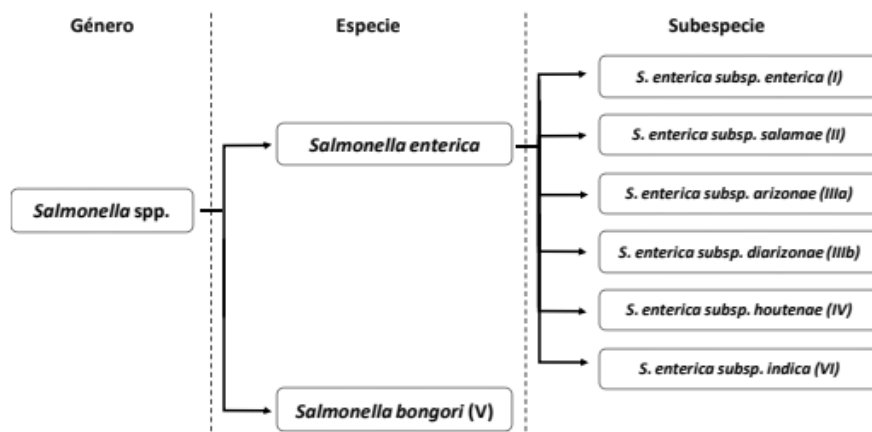 Género
Especie
Subespecie
Salmonella spp.
Salmonella enterica
Salmonella bongori (V)
S. enterica subsp. enterica (I)
S. enterica subsp. salamae (II)
S. enterica subsp. arizonae (IIIa)
S. enterica subsp. diarizonae (IIIb)
S. enterica subsp. houtenae (IV)
S. enterica subsp. indica (VI)